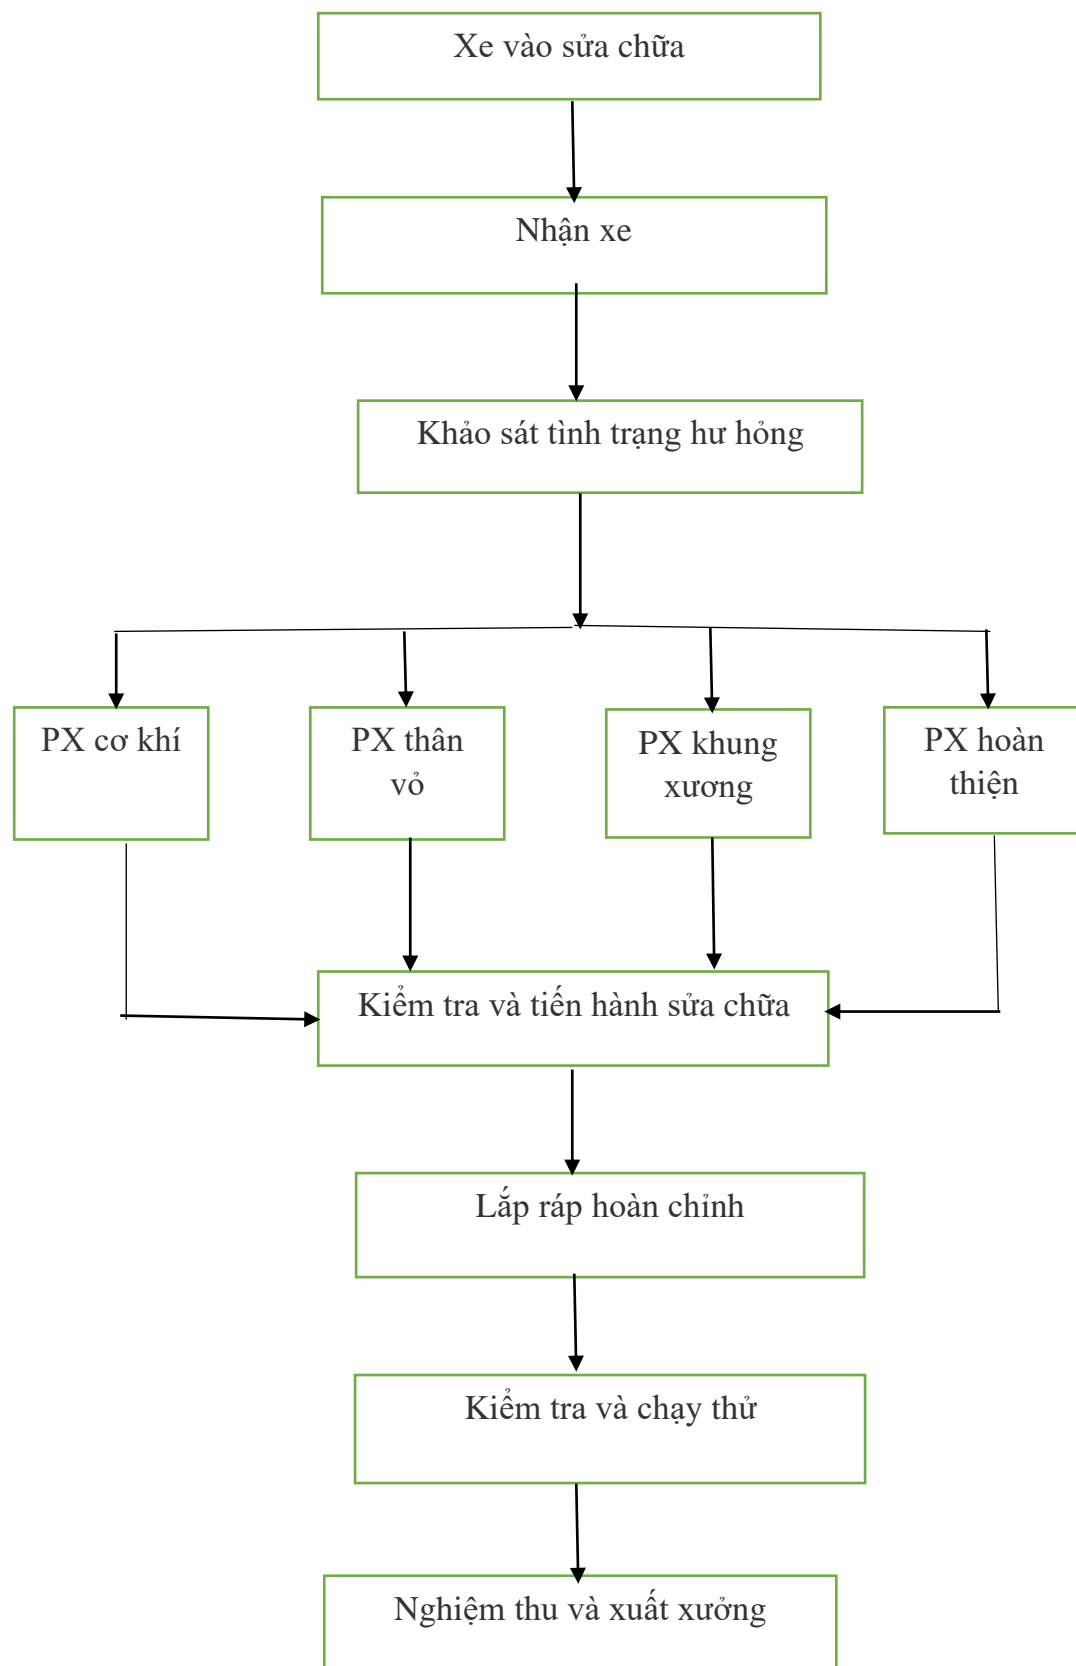 Xe vào sửa chữa
Nhận xe
Khảo sát tình trạng hư hỏng
PX cơ khí
PX thân
vỏ
PX khung
xương
PX hoàn
thiện
Kiểm tra và tiến hành sửa chữa
Lắp ráp hoàn chỉnh
Kiểm tra và chạy thử
Nghiệm thu và xuất xưởng